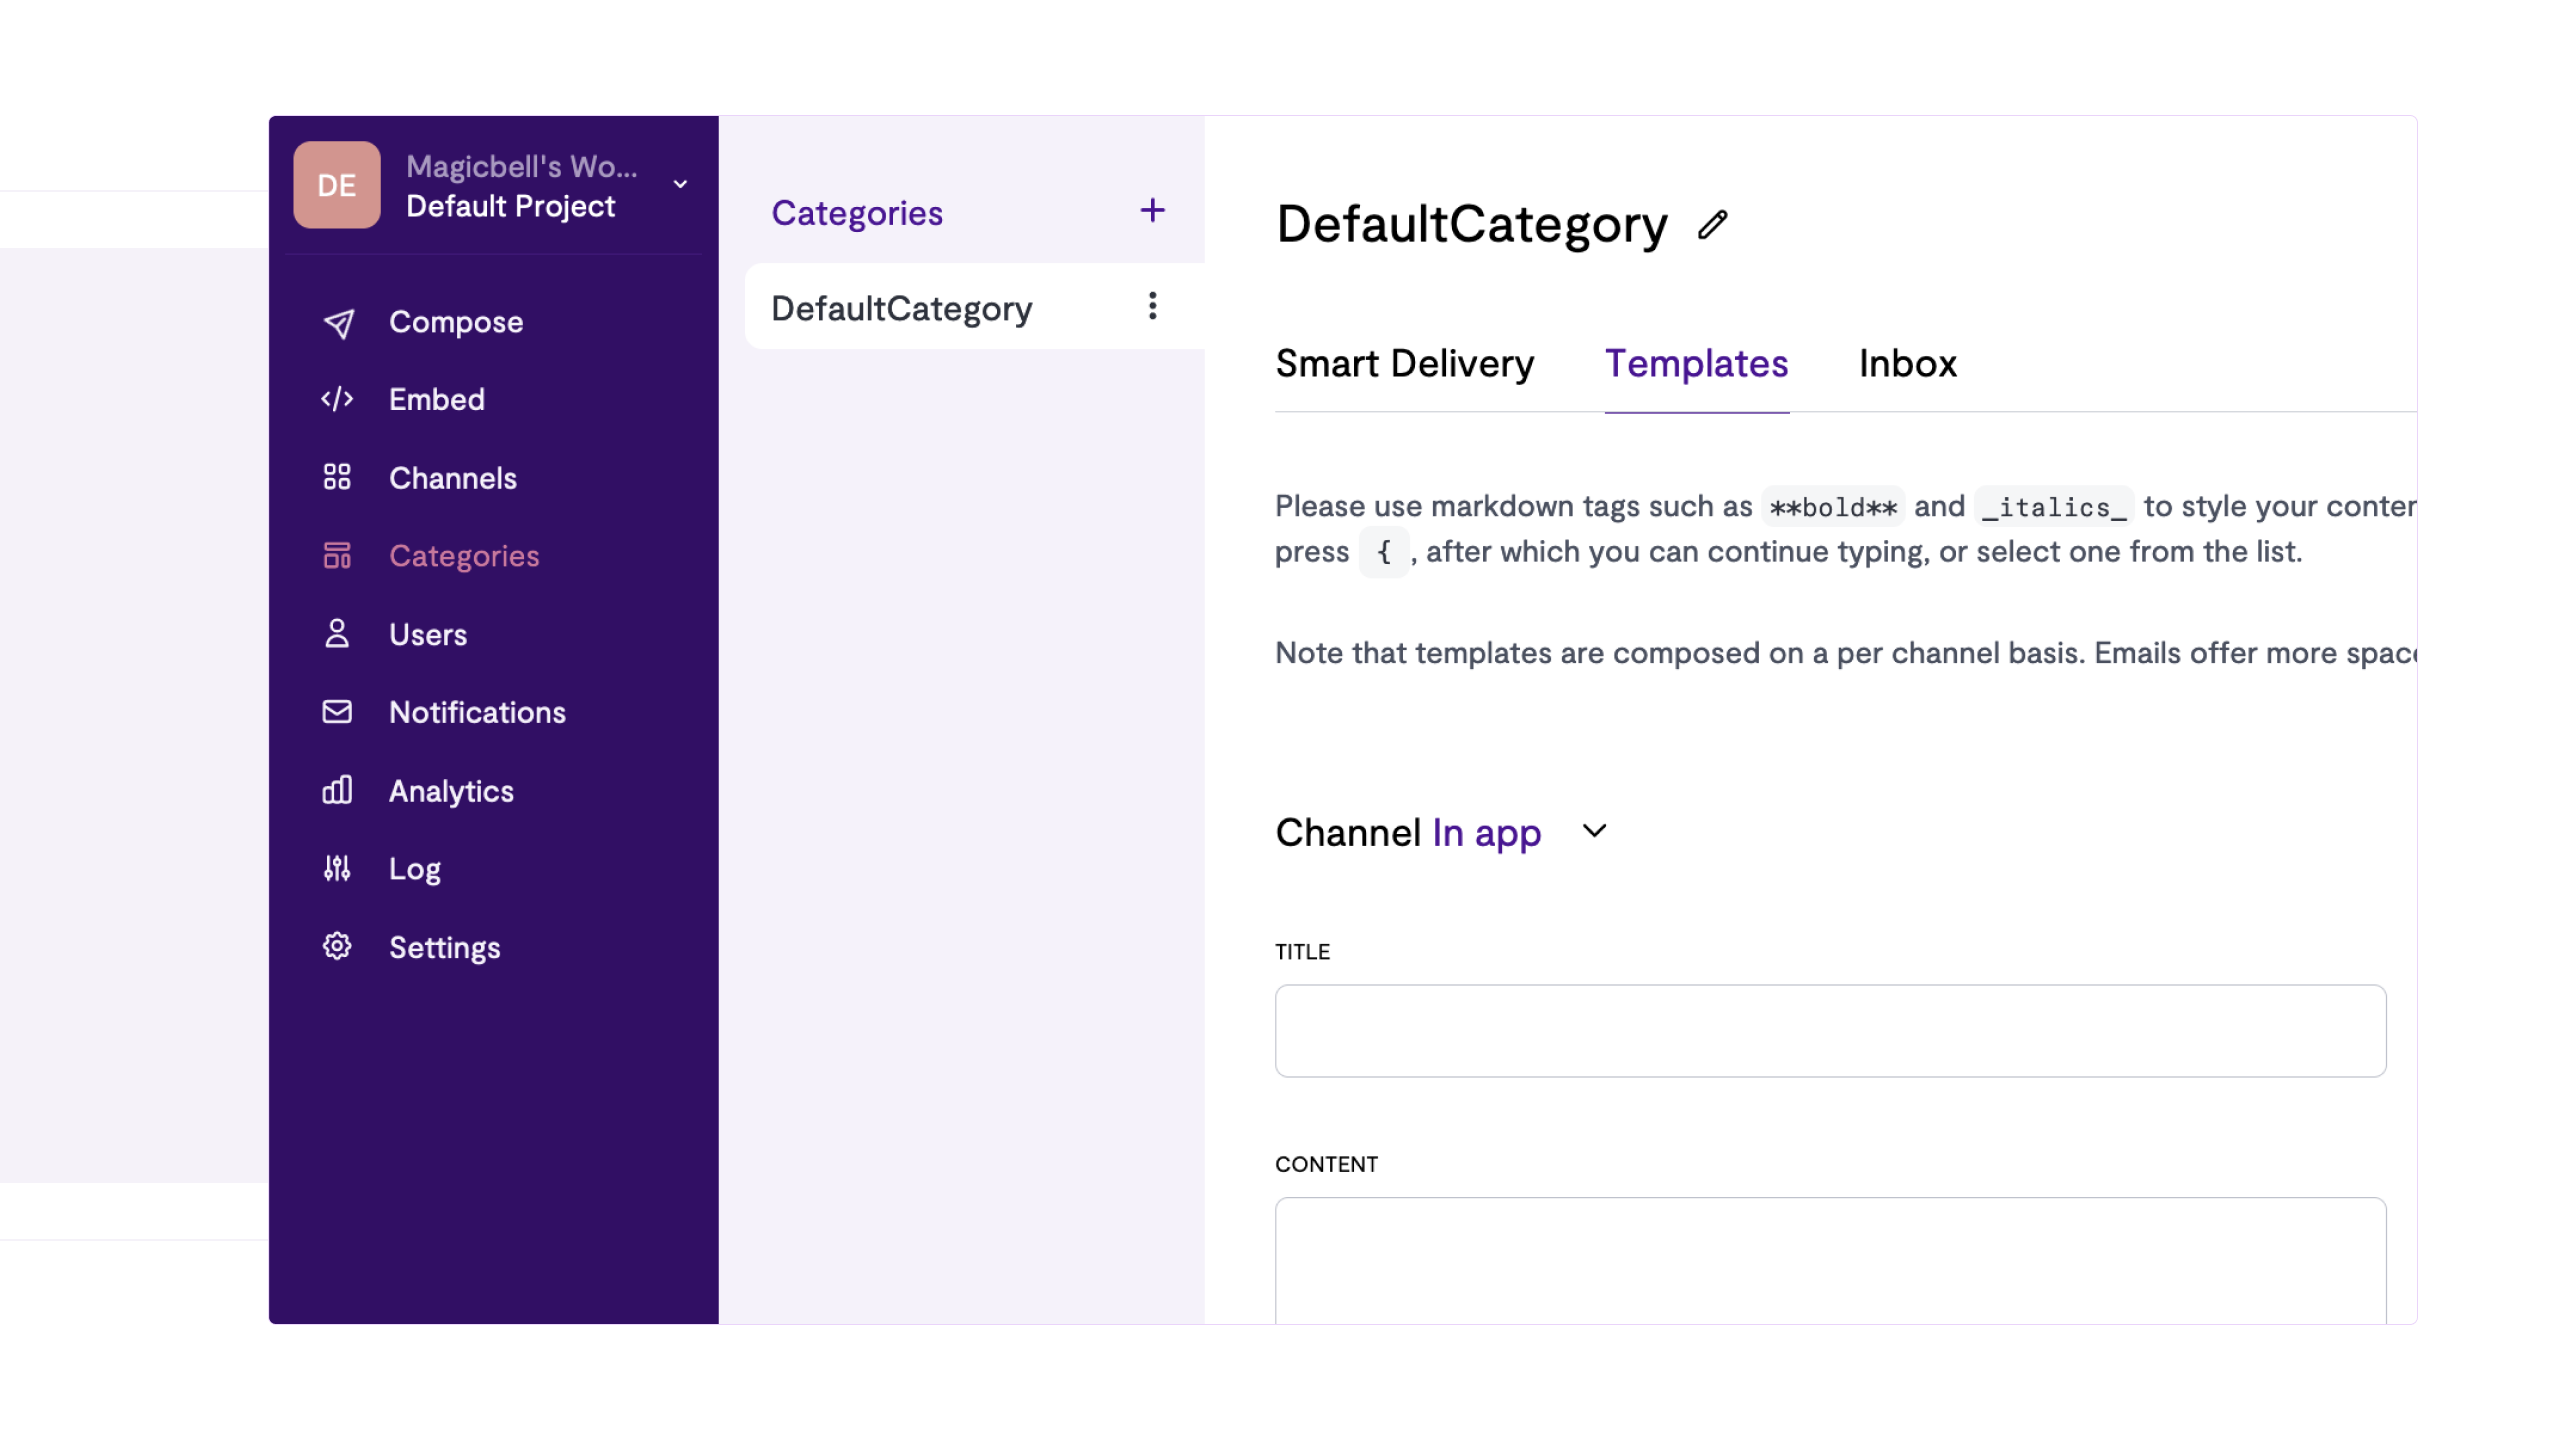 DE
Magicbell's Wo...
Default Project
Compose
</> Embed
Channels
Categories
Users
Notifications
Analytics
Log
Settings
Categories +
DefaultCategory
DefaultCategory
Smart Delivery Templates Inbox
Please use markdown tags such as **bold** and _italics_ to style your
press { , after which you can continue typing, or select one from the list.
Note that templates are composed on a per channel basis. Emails offer more
Channel In app
TITLE
CONTENT